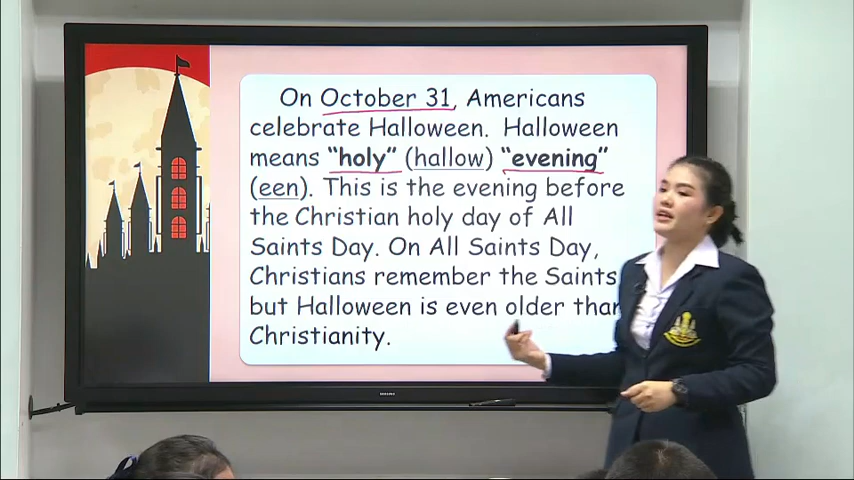 On October 31, Americans
celebrate Halloween. Halloween
means “holy” (hallow) “evening”
(een). This is the evening before
the Christian holy day of All
Saints Day. On All Saints Day,
Christians remember the Saints
but Halloween is even older than
Christianity.
SAMSUNG